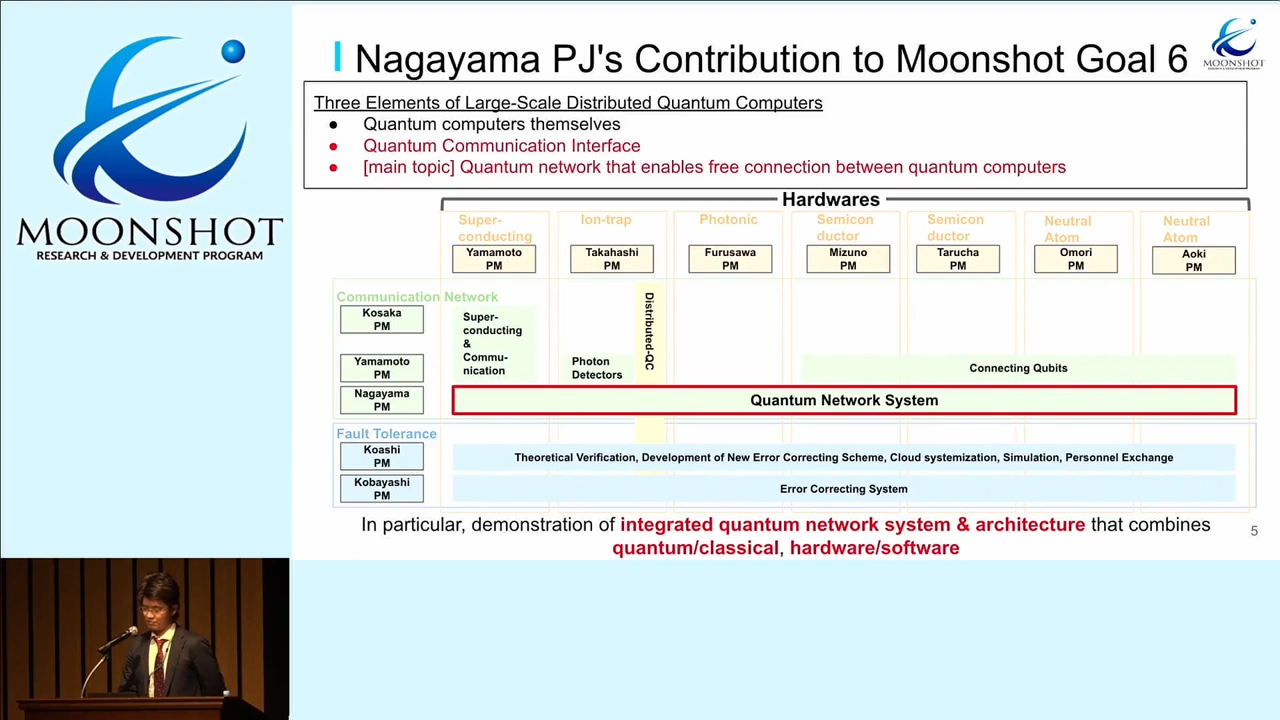 MOONSHOT
RESEARCH & DEVELOPMENT PROGRAM
Nagayama PJ's Contribution to Moonshot Goal 6
MOONSHOT
RESEARCH & DEVELOPMENT PROGRAM
Three Elements of Large-Scale Distributed Quantum Computers
● Quantum computers themselves
● Quantum Communication Interface
● [main topic] Quantum network that enables free connection between quantum computers
Hardwares
Super-
conducting
Yamamoto
PM
Ion-trap
Takahashi
PM
Photonic
Furusawa
PM
Semicon
ductor
Mizuno
PM
Semicon
ductor
Tarucha
PM
Neutral
Atom
Omori
PM
Neutral
Atom
Aoki
PM
Communication Network
Kosaka
PM
Super-
conducting
&
Commu-
nication
Distributed-QC
Yamamoto
PM
Photon
Detectors
Connecting Qubits
Nagayama
PM
Quantum Network System
Fault Tolerance
Koashi
PM
Theoretical Verification, Development of New Error Correcting Scheme, Cloud systemization, Simulation, Personnel Exchange
Kobayashi
PM
Error Correcting System
In particular, demonstration of integrated quantum network system & architecture that combines
quantum/classical, hardware/software
5